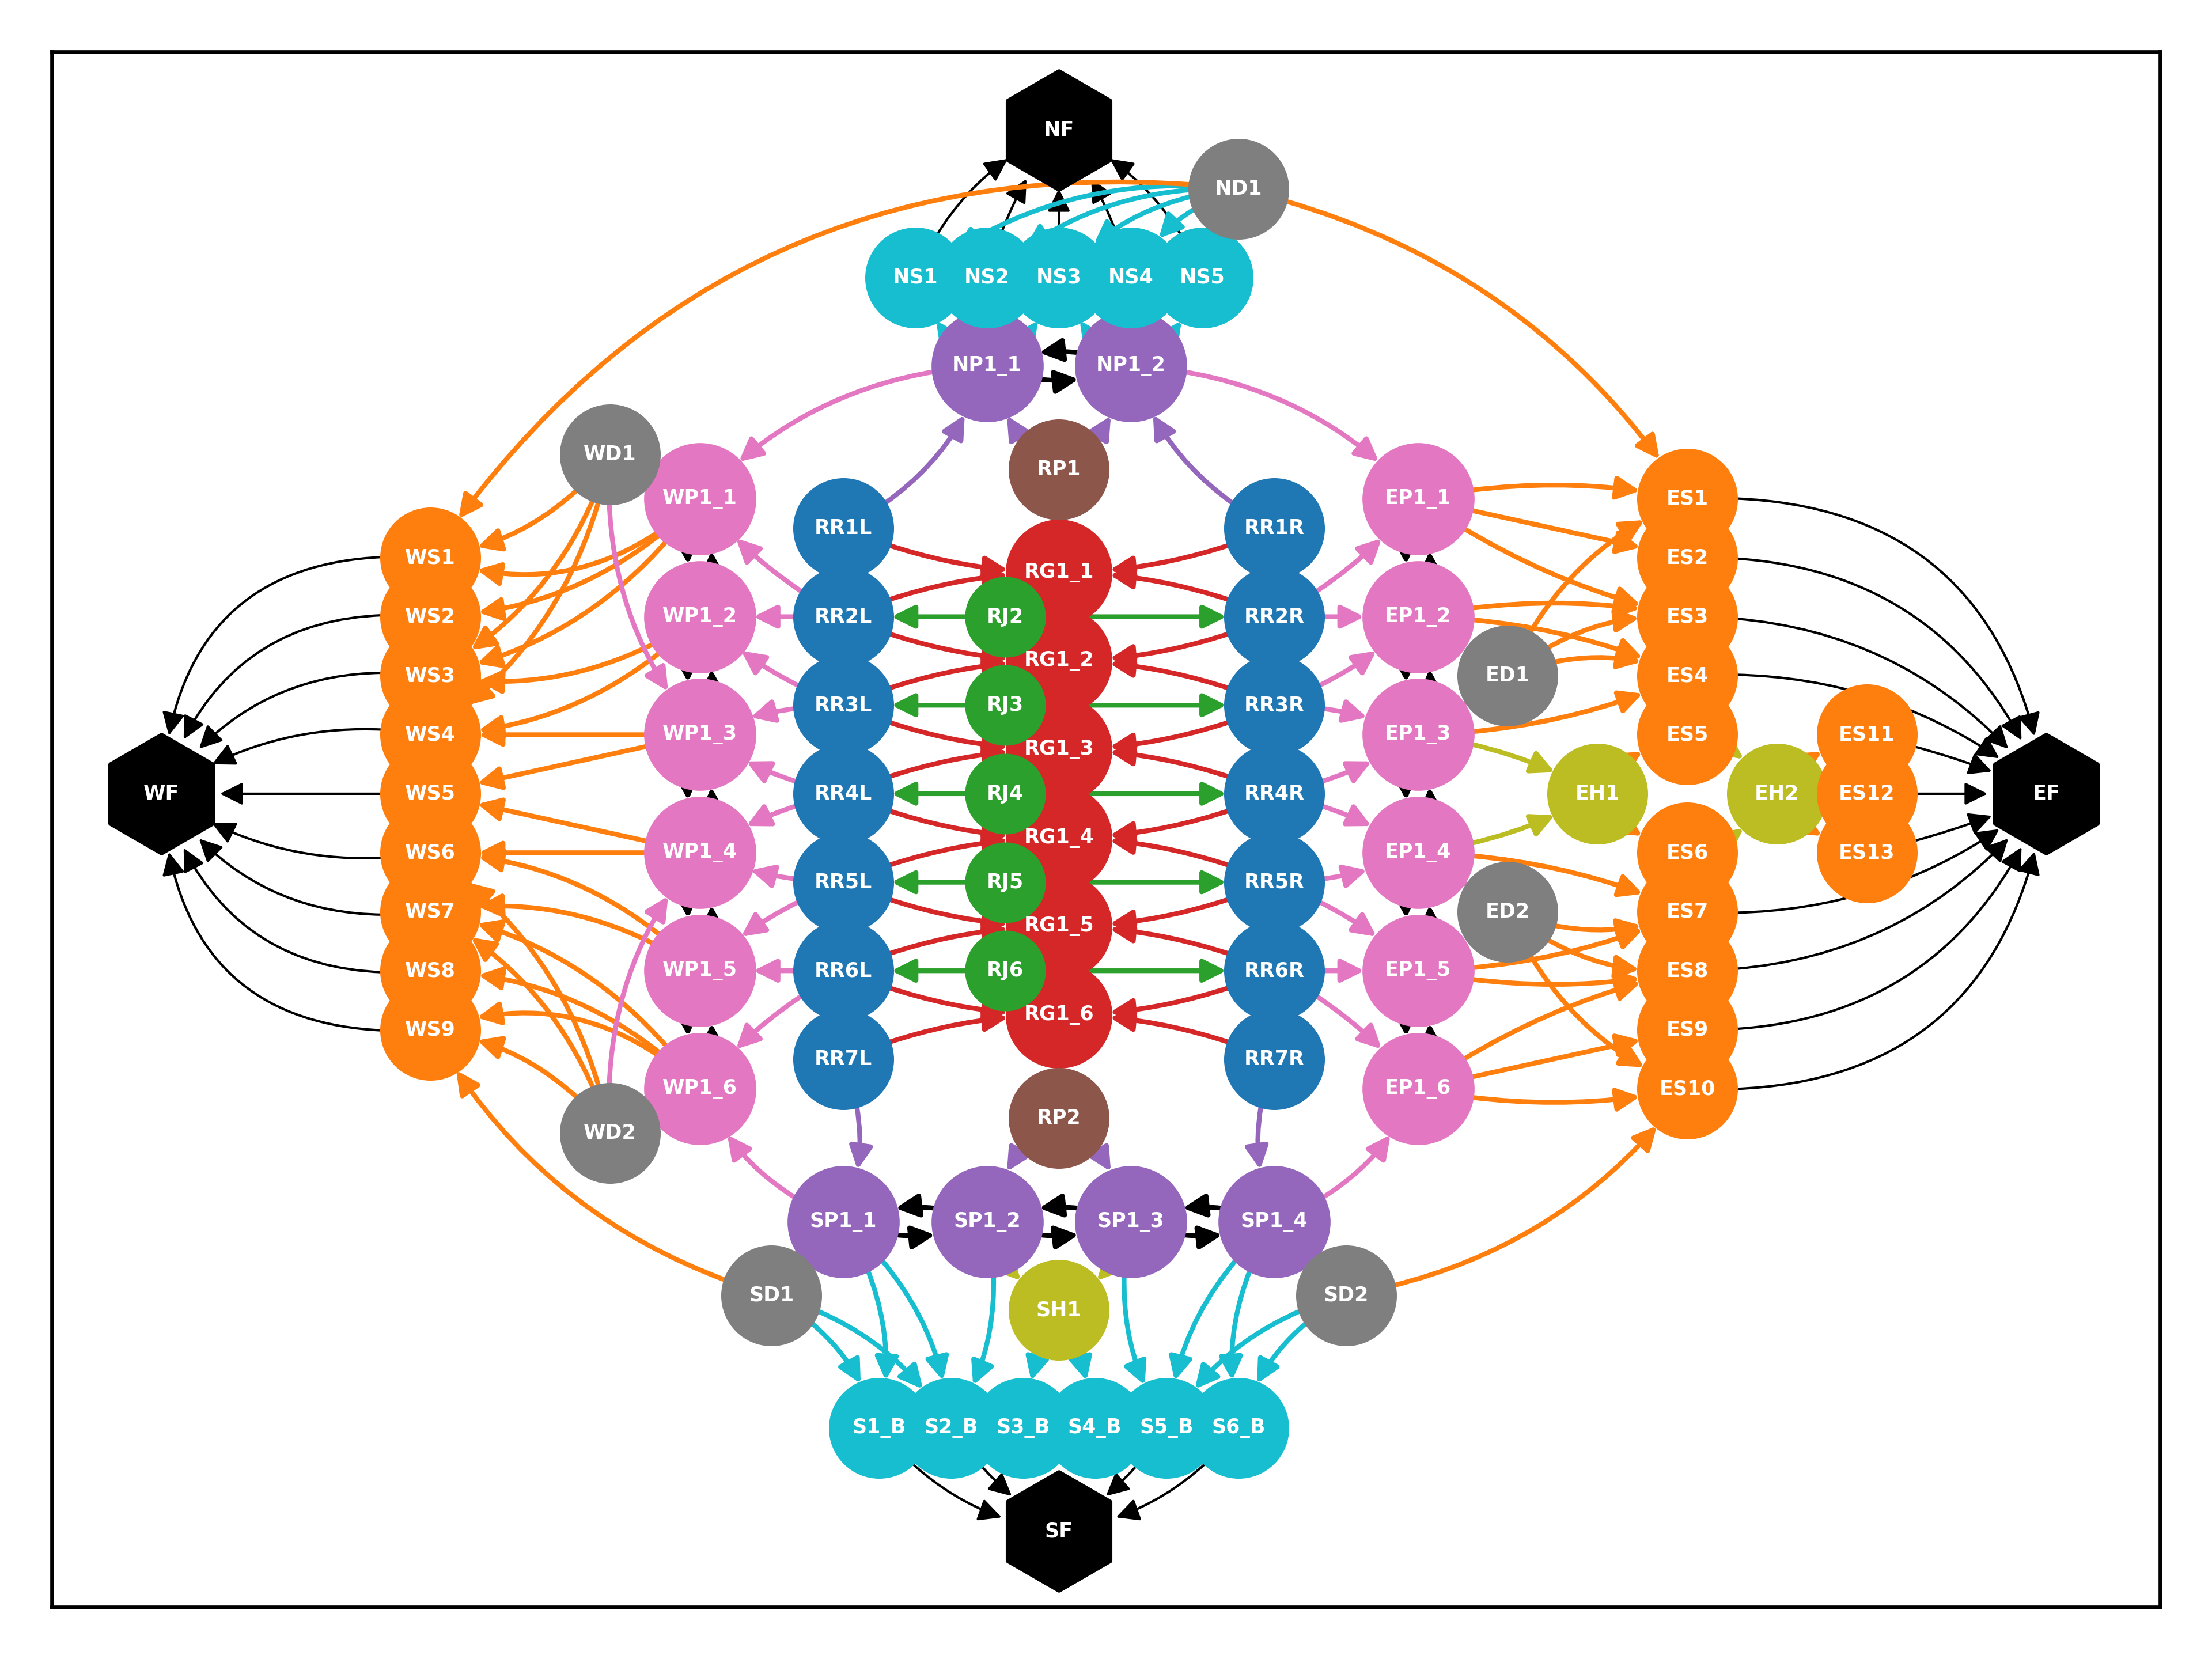 NF
ND1
NS1 NS2 NS3 NS4 NS5
NP1_1 NP1_2
WD1
RP1
WP1_1
EP1_1
ES1
RR1L
RR1R
WS1
ES2
RG1_1
WS2
WP1_2
RR2L
RJ2
RR2R
EP1_2
ES3
RG1_2
WS3
ED1
ES4
RR3L
RJ3
RR3R
WS4
WP1_3
EP1_3
ES5
ES11
RG1_3
WF
WS5
RR4L
RJ4
RR4R
EH1
EH2
ES12
EF
RG1_4
WS6
WP1_4
EP1_4
ES6
ES13
RR5L
RJ5
RR5R
WS7
ED2
ES7
RG1_5
WS8
WP1_5
RR6L
RJ6
RR6R
EP1_5
ES8
RG1_6
WS9
ES9
RR7L
RR7R
WP1_6
EP1_6
ES10
RP2
WD2
SP1_1 SP1_2 SP1_3 SP1_4
SD1
SD2
SH1
S1_B S2_B S3_B S4_B S5_B S6_B
SF